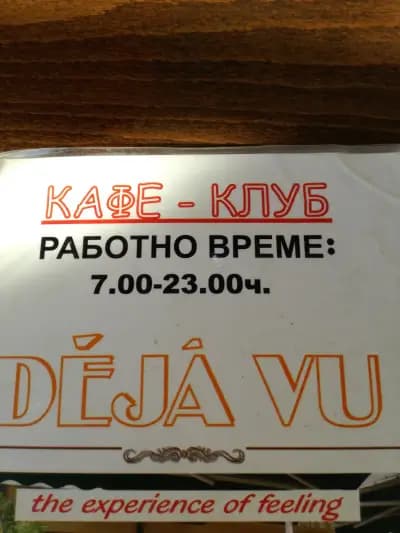 КАФЕ - КЛУБ
РАБОТНО ВРЕМЕ:
7.00-23.00ч.
DÉJÁ VU
the experience of feeling